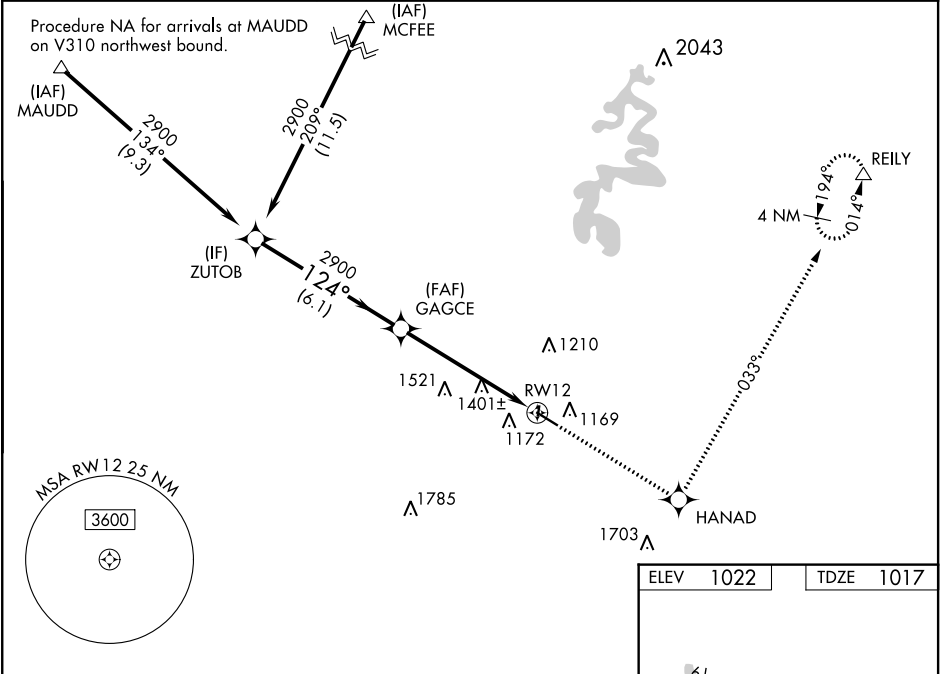 Procedure NA for arrivals at MAUDD
on V310 northwest bound.
(IAF)
MCFEE
(IAF)
MAUDD
2900
134°
(9.3)
2900
209°
(11.5)
2043
REILY
194°
014°
4 NM
(IF)
ZUTOB
2900
124°
(6.1)
(FAF)
GAGCE
1210
1521
1401±
RW12
1169
1172
033°
MSA RW12 25 NM
3600
1785
HANAD
1703
ELEV 1022
TDZE 1017